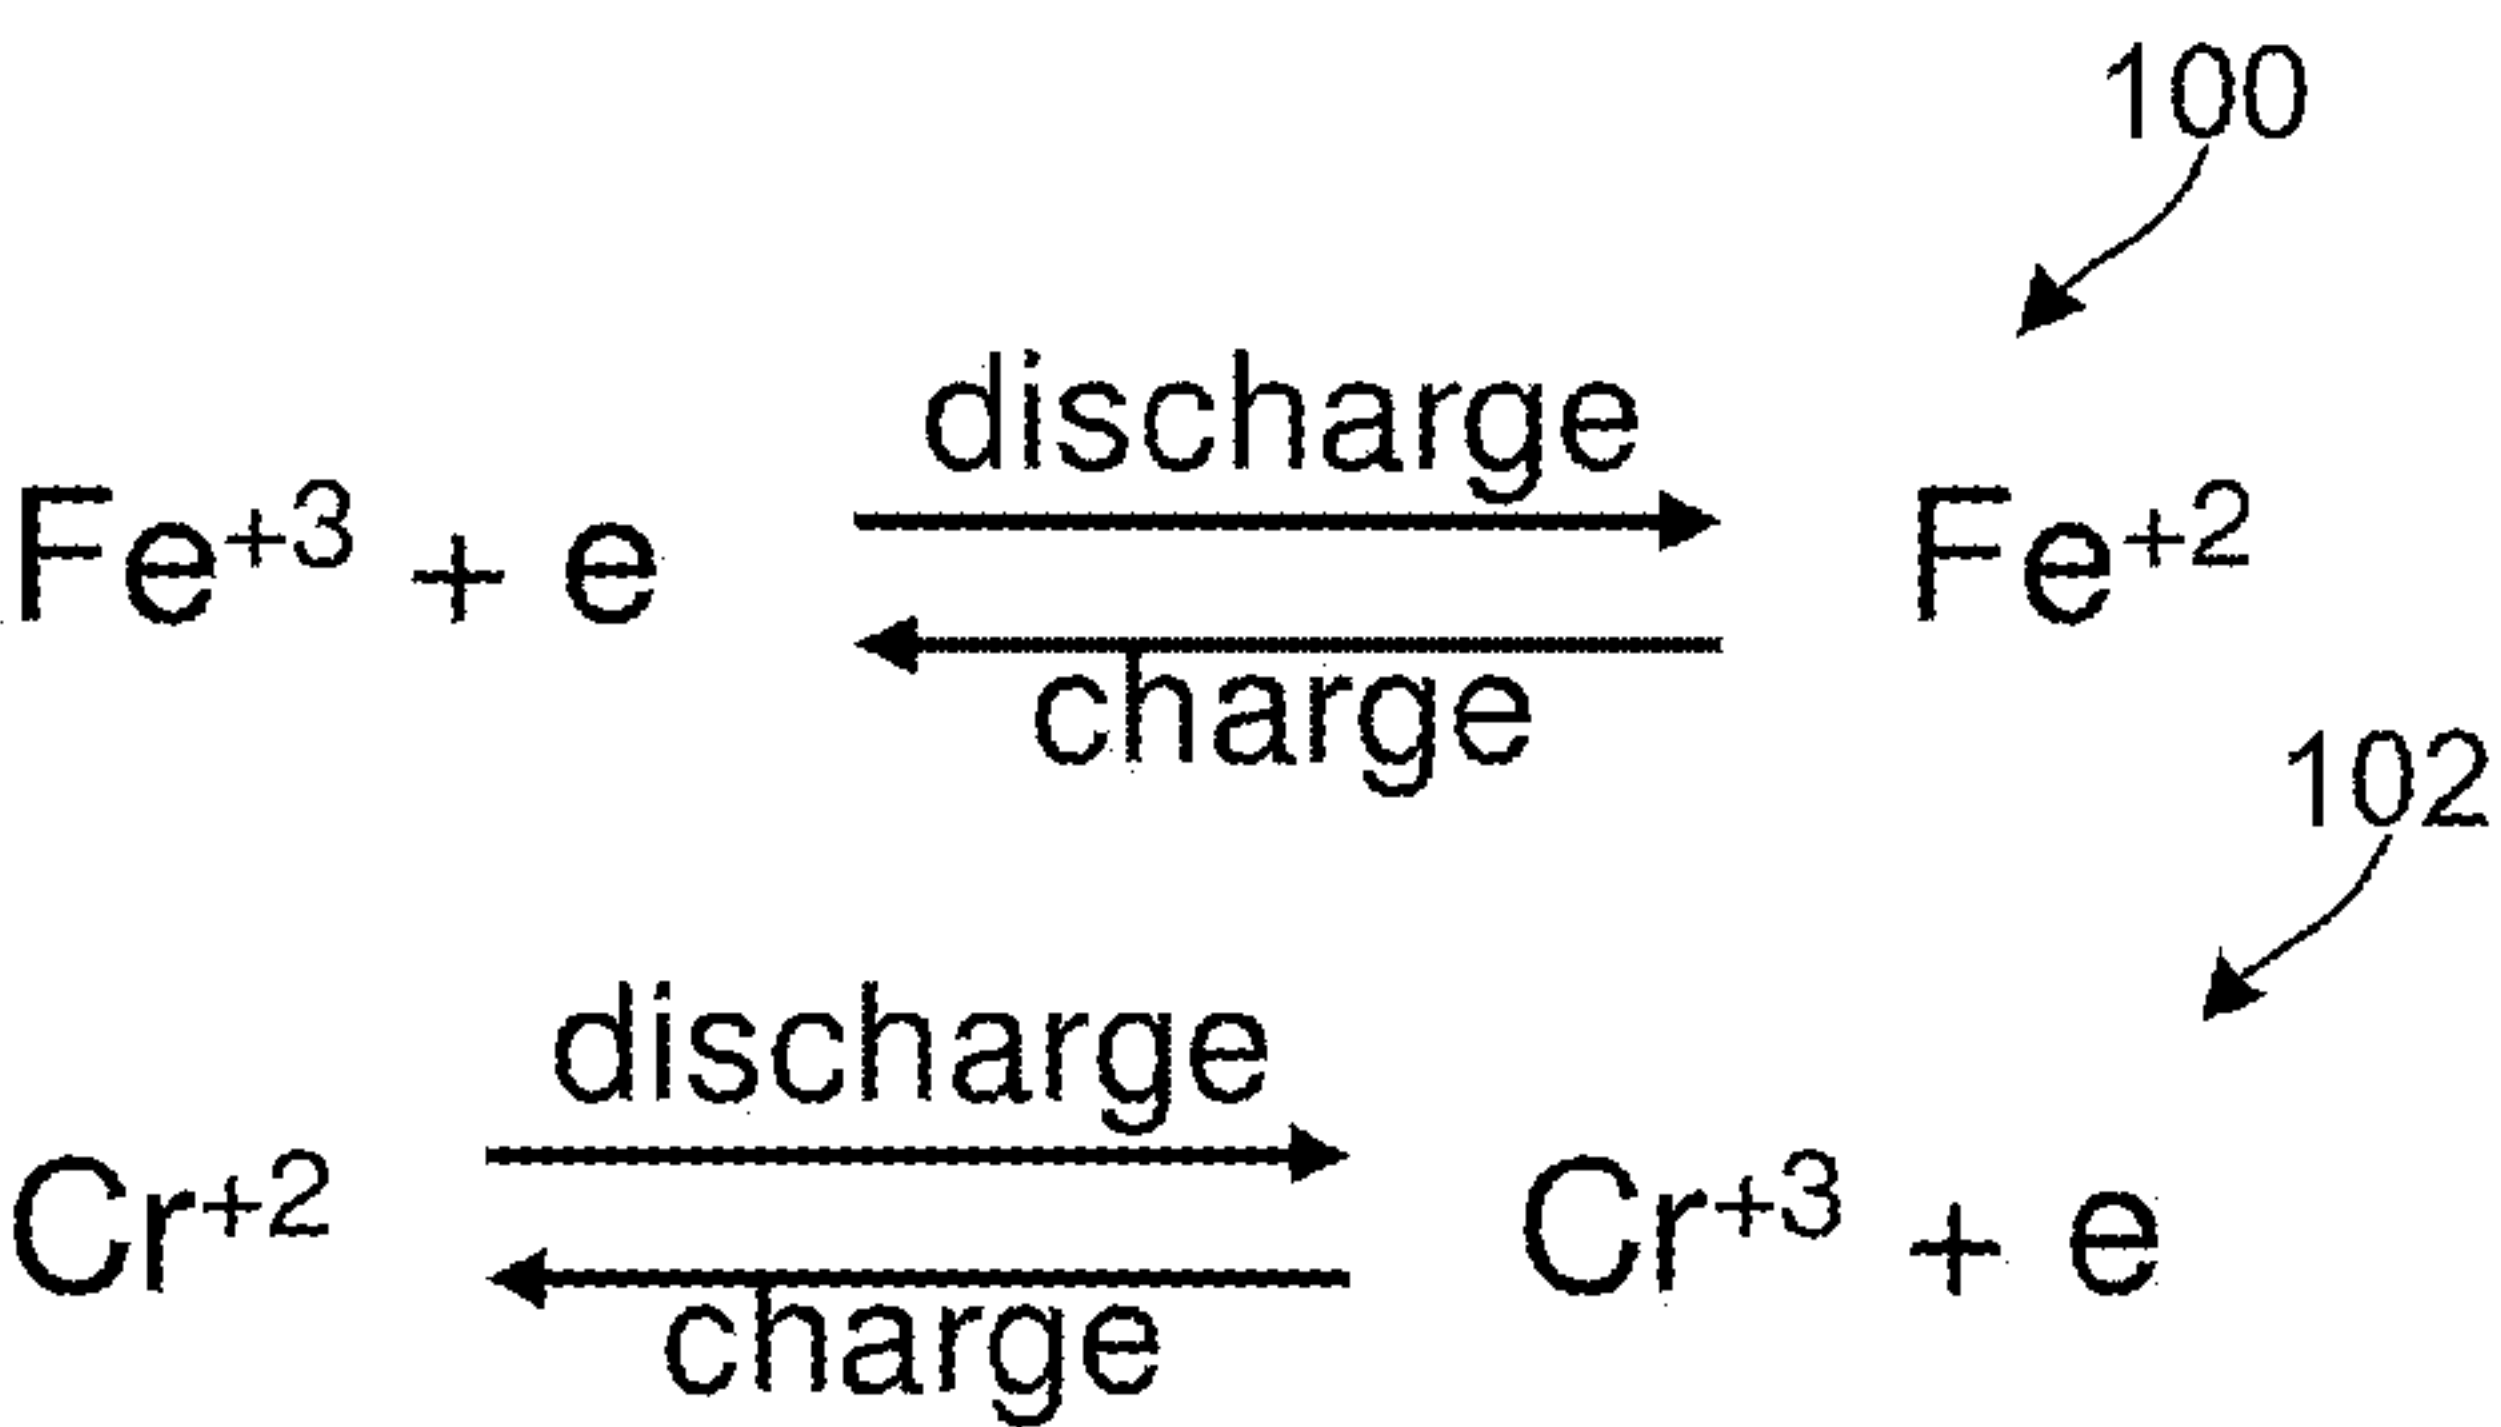 100
discharge
Fe⁺³ + e Fe⁺²
charge
102
discharge
Cr⁺² Cr⁺³ + e
charge